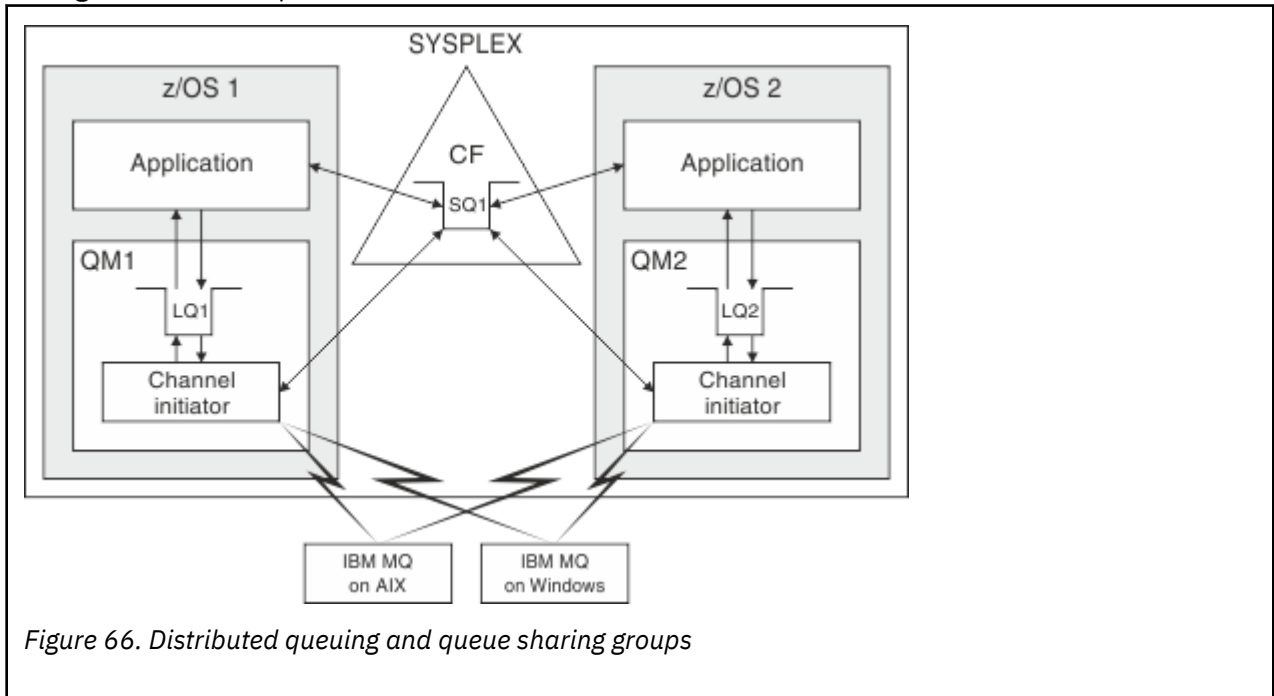 SYSPLEX
z/OS 1
z/OS 2
Application
CF
Application
SQ1
QM1
QM2
LQ1
LQ2
Channel
initiator
Channel
initiator
IBM MQ
on AIX
IBM MQ
on Windows
Figure 66. Distributed queuing and queue sharing groups